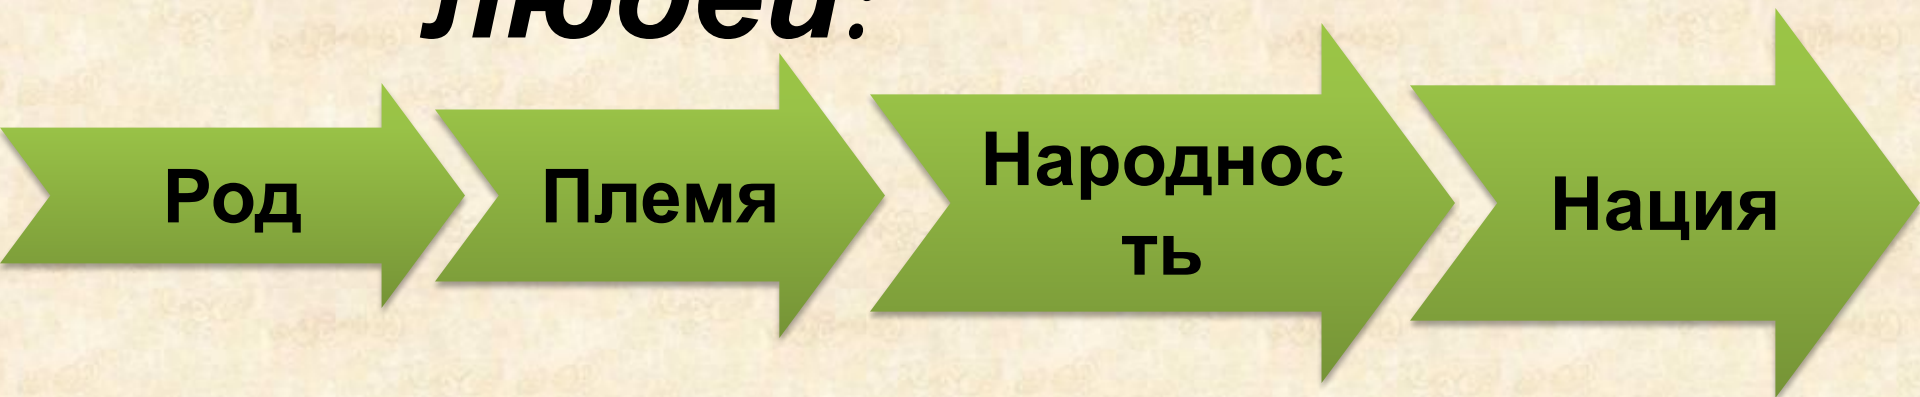 людей:
Род
Племя
Народнос
ть
Нация